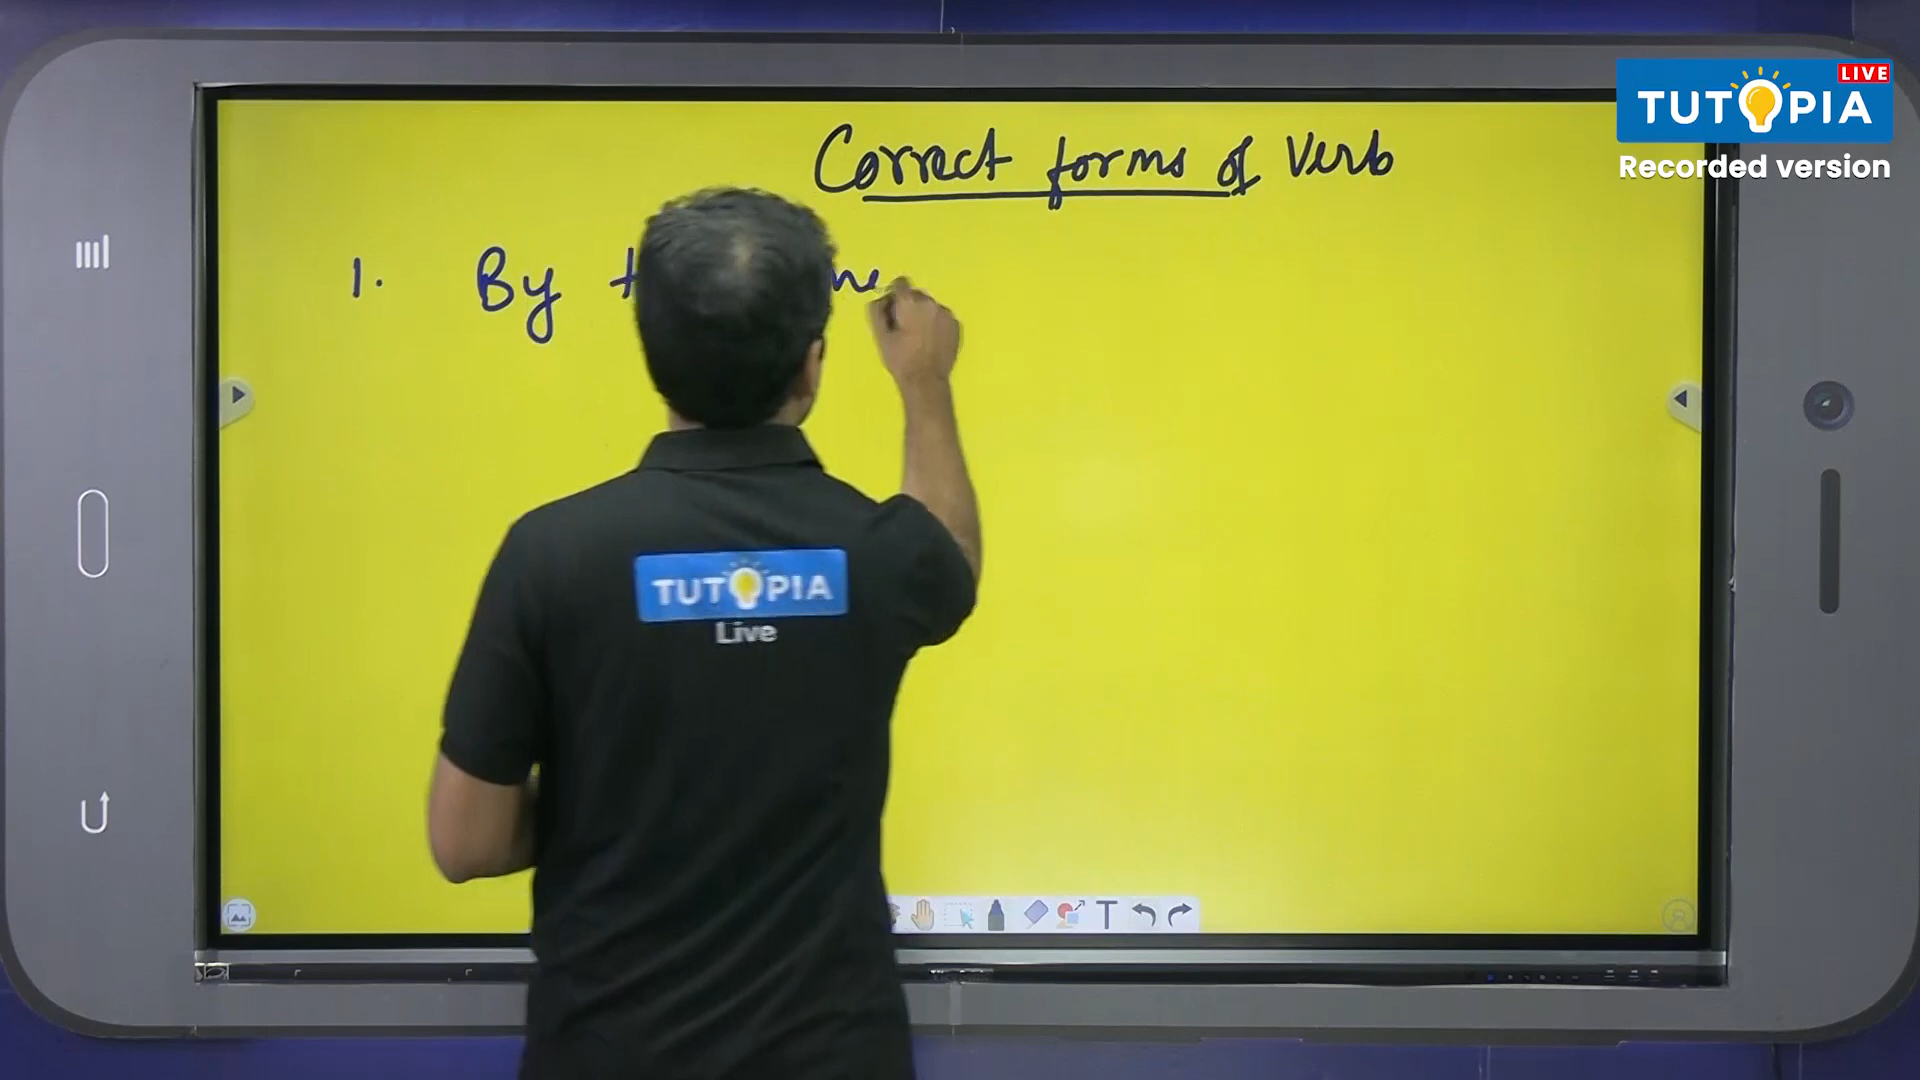 LIVE
TUTOPIA
Recorded version
Correct forms of Verb
1. By
TUTOPIA
Live
T